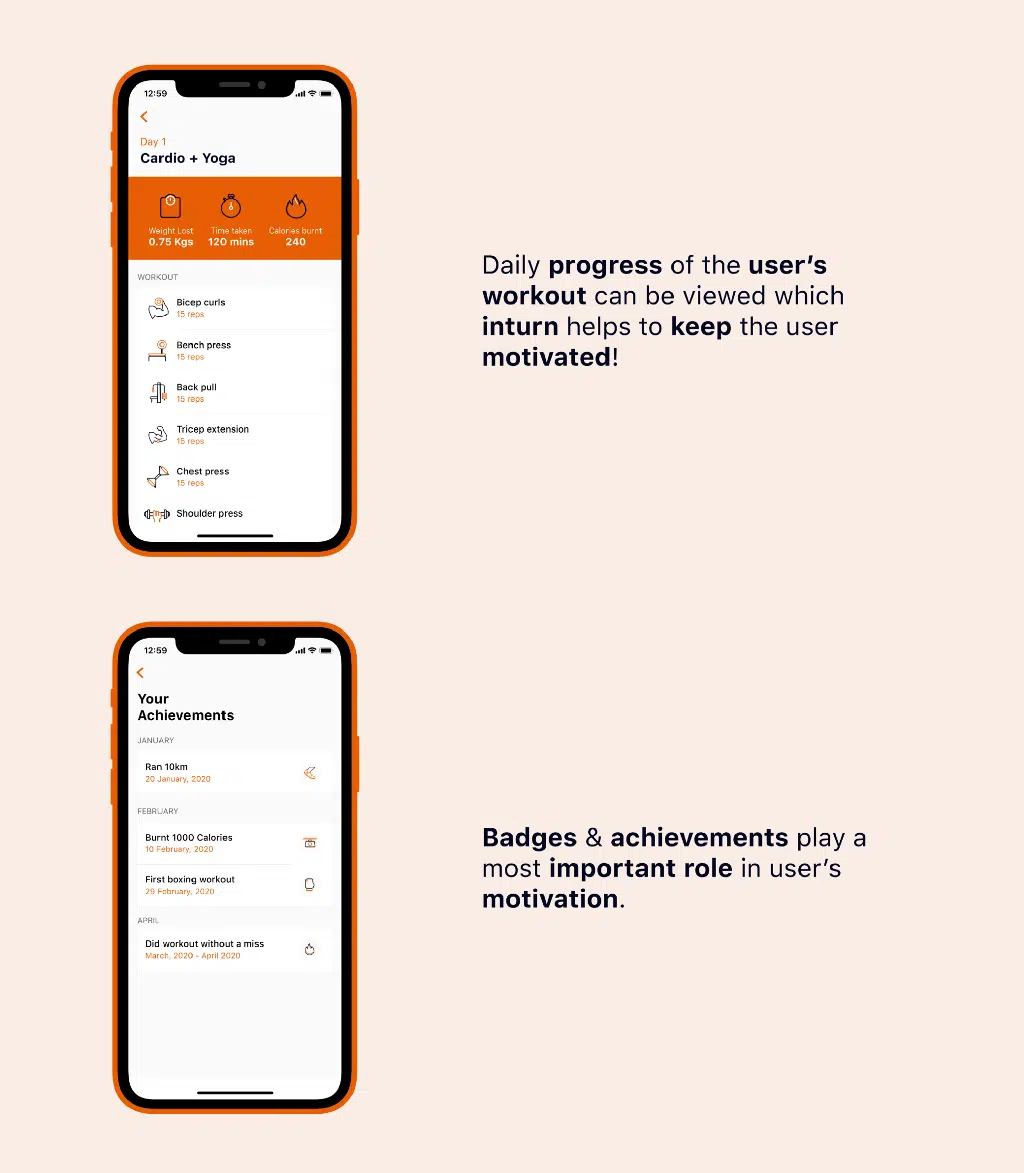 12:59
Day 1
Cardio + Yoga
Weight Lost Time taken Calories burnt
0.75 Kgs 120 mins 240
WORKOUT
Bicep curls
15 reps
Bench press
15 reps
Back pull
15 reps
Tricep extension
15 reps
Chest press
15 reps
Shoulder press
Daily progress of the user's
workout can be viewed which
inturn helps to keep the user
motivated!
12:59
Your
Achievements
JANUARY
Ran 10km
20 January, 2020
FEBRUARY
Burnt 1000 Calories
10 February, 2020
First boxing workout
29 February, 2020
APRIL
Did workout without a miss
March, 2020 - April 2020
Badges & achievements play a
most important role in user's
motivation.